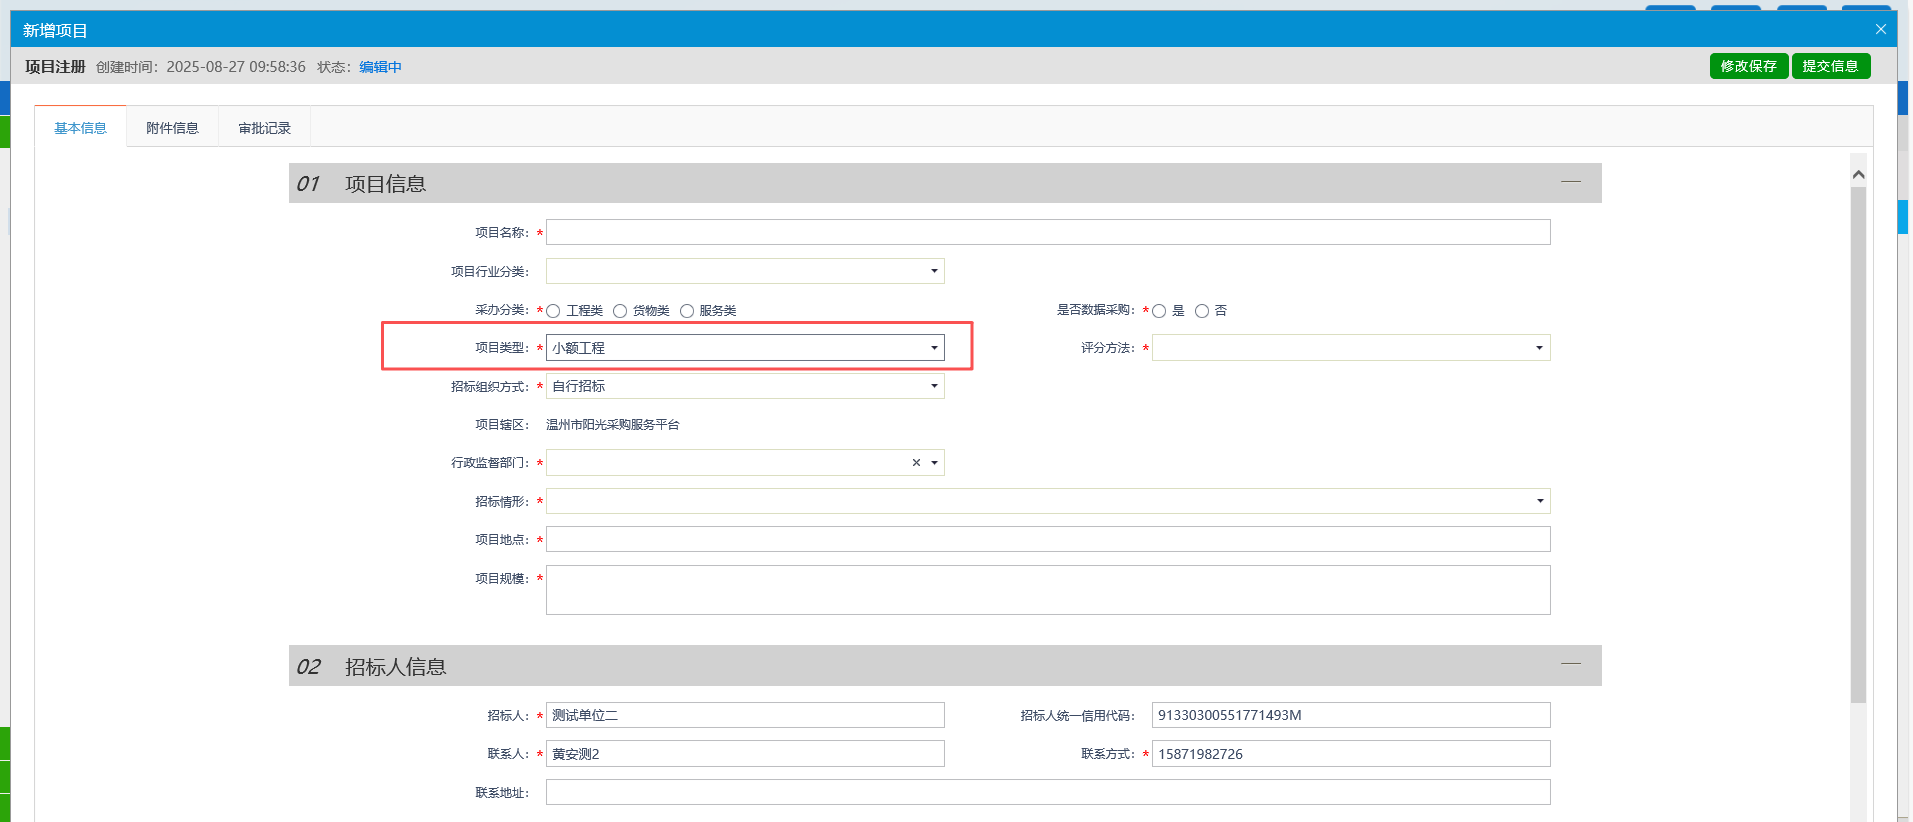 新增项目
项目注册 创建时间：2025-08-27 09:58:36 状态：编辑中 修改保存 提交信息
基本信息 附件信息 审批记录
01 项目信息
项目名称：*
项目行业分类：
采办分类：* 工程类 货物类 服务类 是否数据采购：* 是 否
项目类型：* 小额工程 评分方法：*
招标组织方式：* 自行招标
项目辖区： 温州市阳光采购服务平台
行政监督部门：*
招标情形：*
项目地点：*
项目规模：*
02 招标人信息
招标人：* 测试单位二 招标人统一信用代码： 91330300551771493M
联系人：* 黄安测2 联系方式：* 15871982726
联系地址：